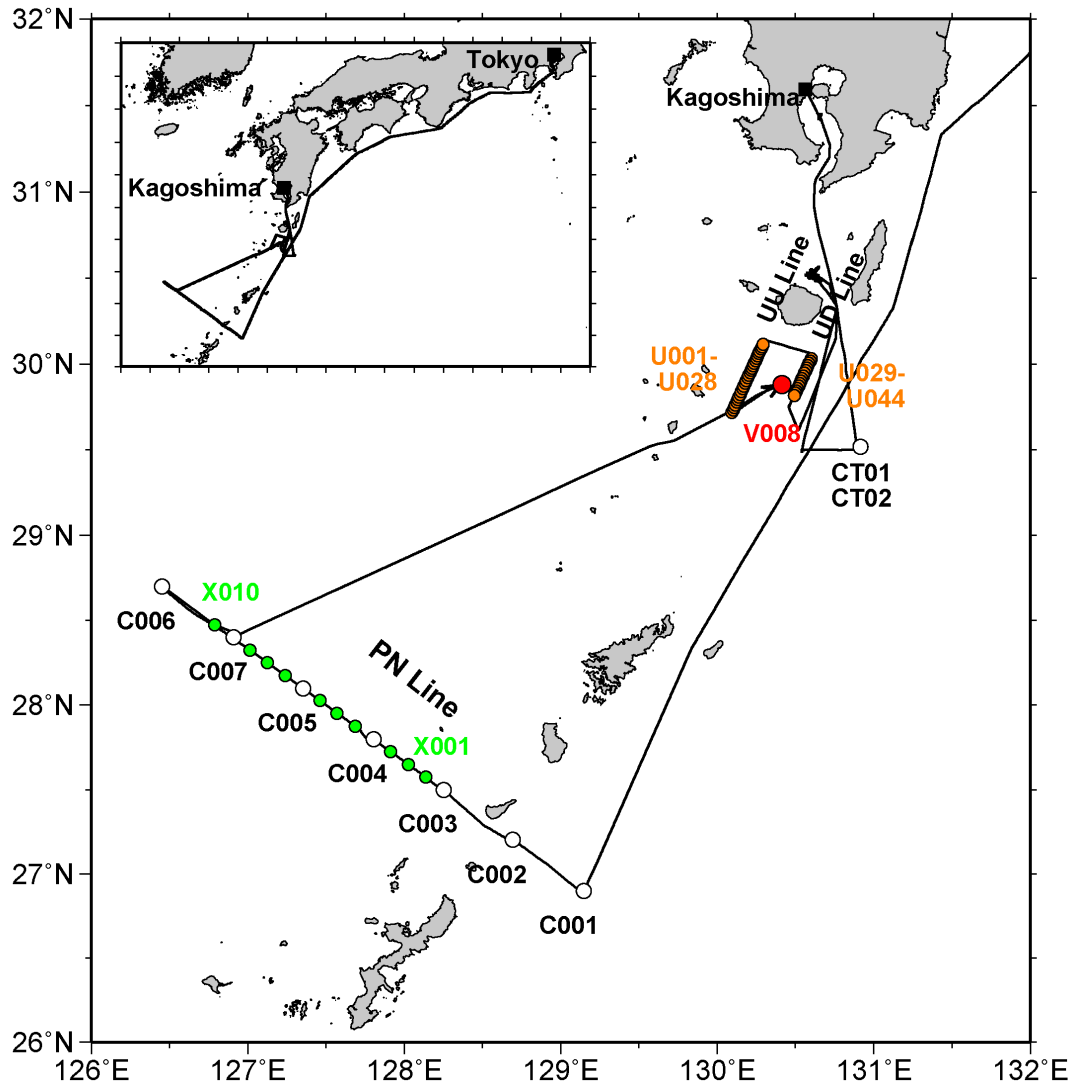 32˚N
Tokyo
Kagoshima
Kagoshima
31˚N
UU Line
UD Line
30˚N
U001-
U028
U029-
U044
V008
CT01
CT02
29˚N
X010
C006
C007
PN Line
28˚N
C005
X001
C004
C003
27˚N
C002
C001
26˚N
126˚E
127˚E
128˚E
129˚E
130˚E
131˚E
132˚E